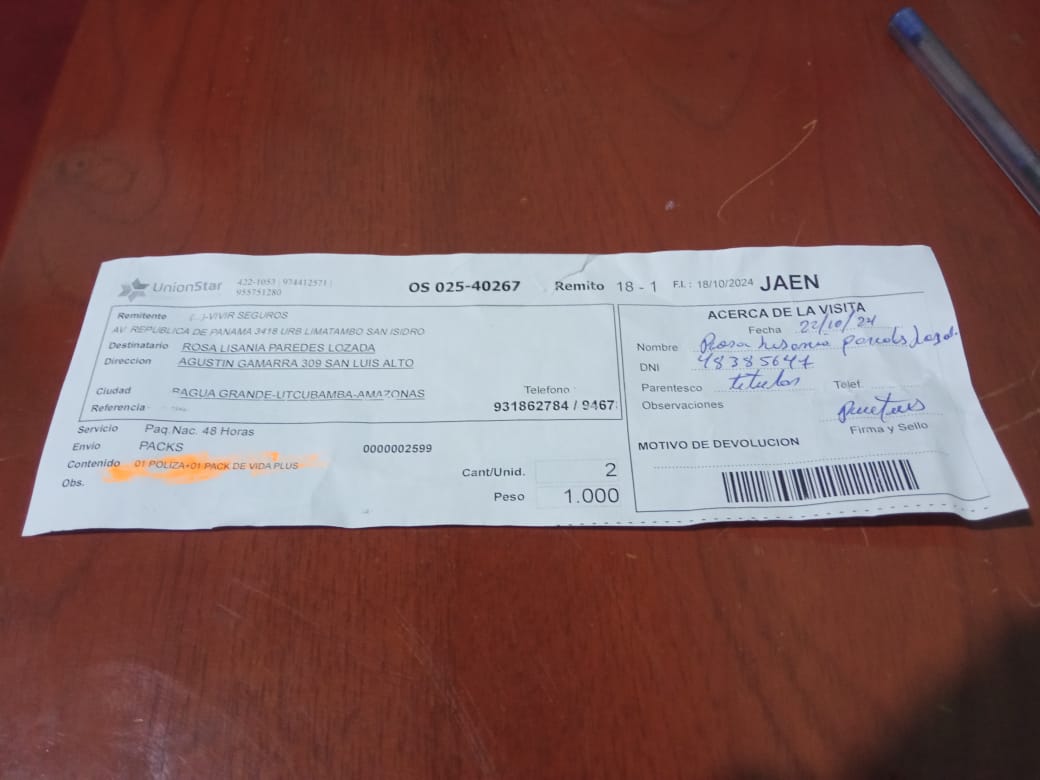 UnionStar 422-1053 | 974412571 |
955751280
OS 025-40267 Remito 18 - 1 F.I. : 18/10/2024 JAEN
Remitente (...)-VIVIR SEGUROS
AV REPUBLICA DE PANAMA 3418 URB LIMATAMBO SAN ISIDRO
Destinatario ROSA LISANIA PAREDES LOZADA
Direccion AGUSTIN GAMARRA 309 SAN LUIS ALTO
Ciudad BAGUA GRANDE-UTCUBAMBA-AMAZONAS
Telefono :
Referencia 931862784 / 9467
Servicio Paq.Nac. 48 Horas
Envio PACKS 0000002599
Contenido 01 POLIZA+01 PACK DE VIDA PLUS
Obs.
Cant/Unid. 2
Peso 1.000
ACERCA DE LA VISITA
Fecha 22/10/24
Nombre Rosa paredes
DNI 48385647
Parentesco titular Telef.
Observaciones
Firma y Sello
MOTIVO DE DEVOLUCION